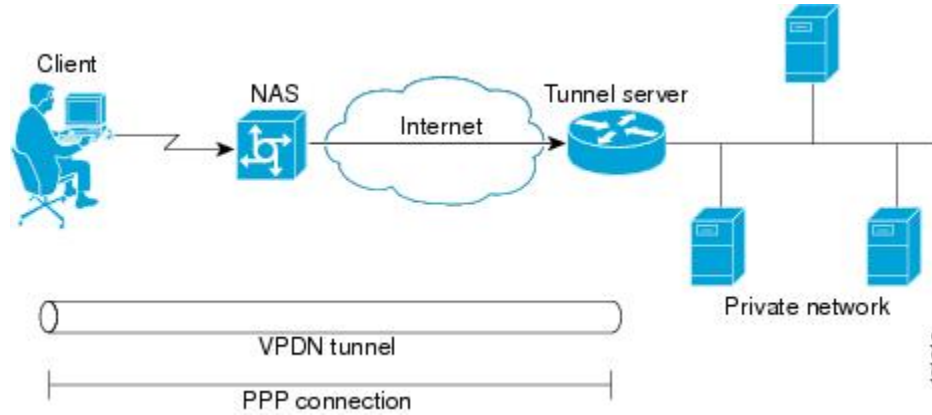 Client
NAS
Internet
Tunnel server
Private network
VPDN tunnel
PPP connection